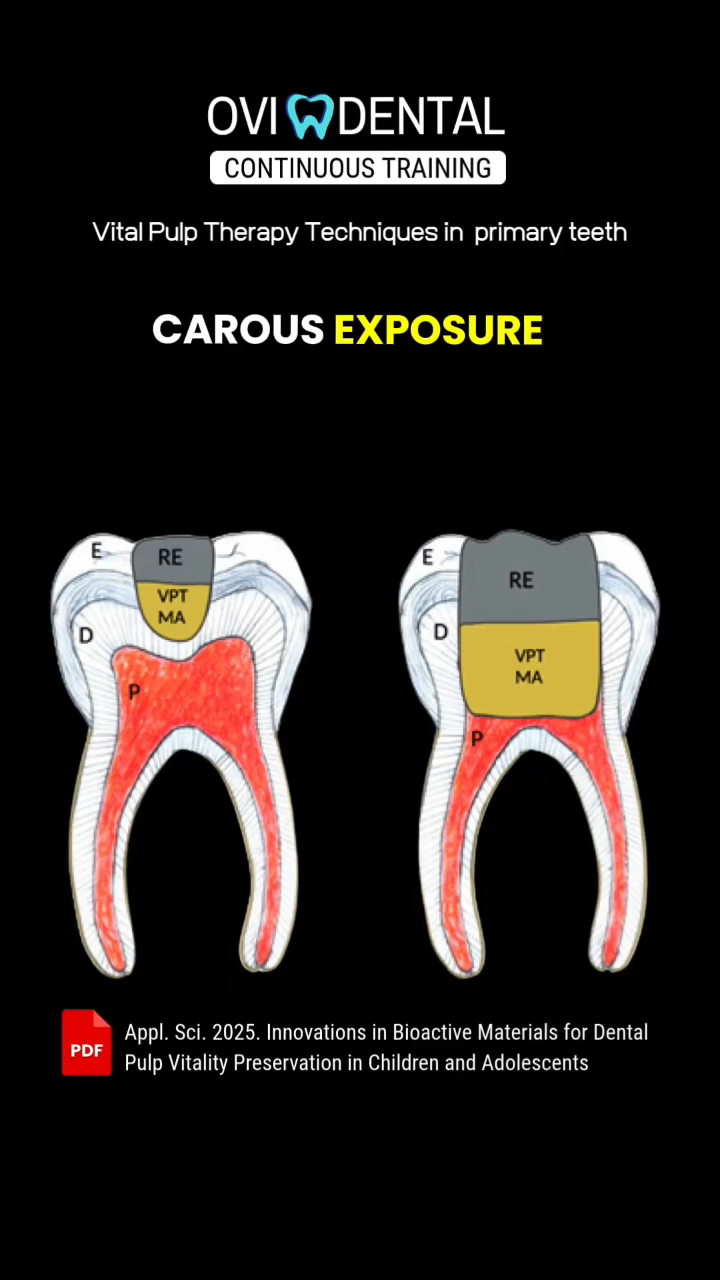 OVI DENTAL
CONTINUOUS TRAINING
Vital Pulp Therapy Techniques in primary teeth
CAROUS EXPOSURE
E
RE
VPT
MA
D
P
E
RE
D
VPT
MA
P
PDF
Appl. Sci. 2025. Innovations in Bioactive Materials for Dental
Pulp Vitality Preservation in Children and Adolescents